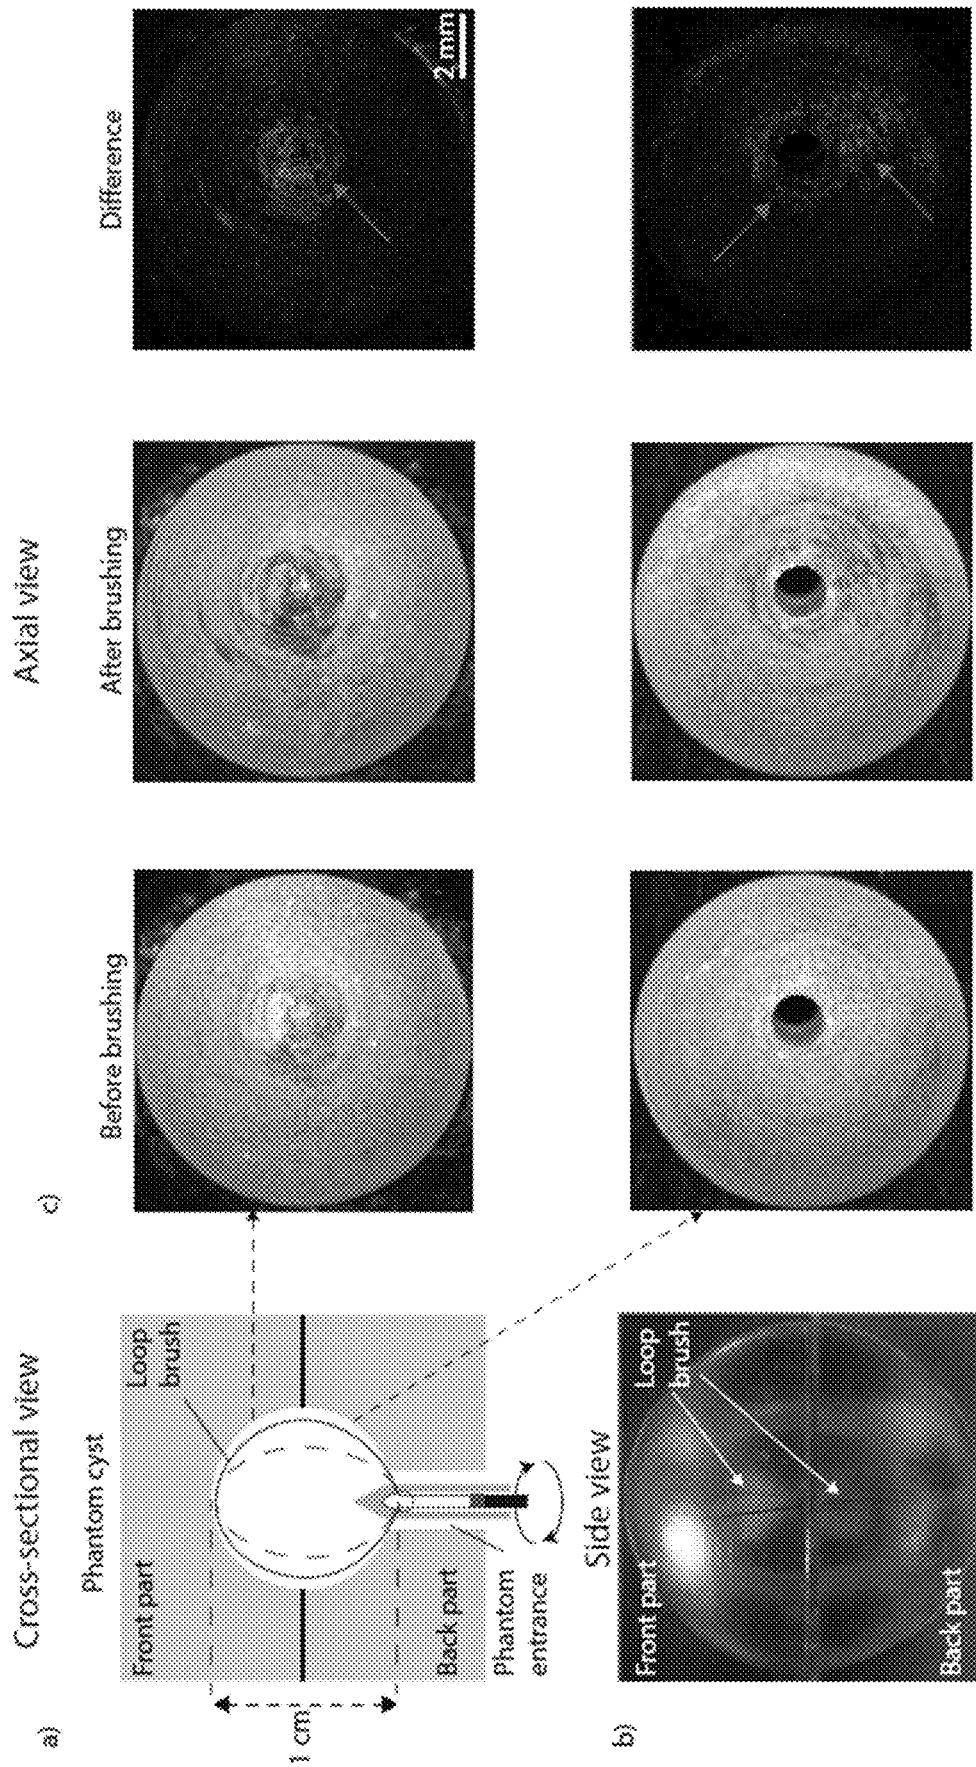 a)
Cross-sectional view
Phantom cyst
Front part
Loop
brush
1 cm
Back part
Phantom
entrance
b)
Side view
Front part
Loop
brush
Back part
c)
Axial view
Before brushing
After brushing
Difference
2 mm